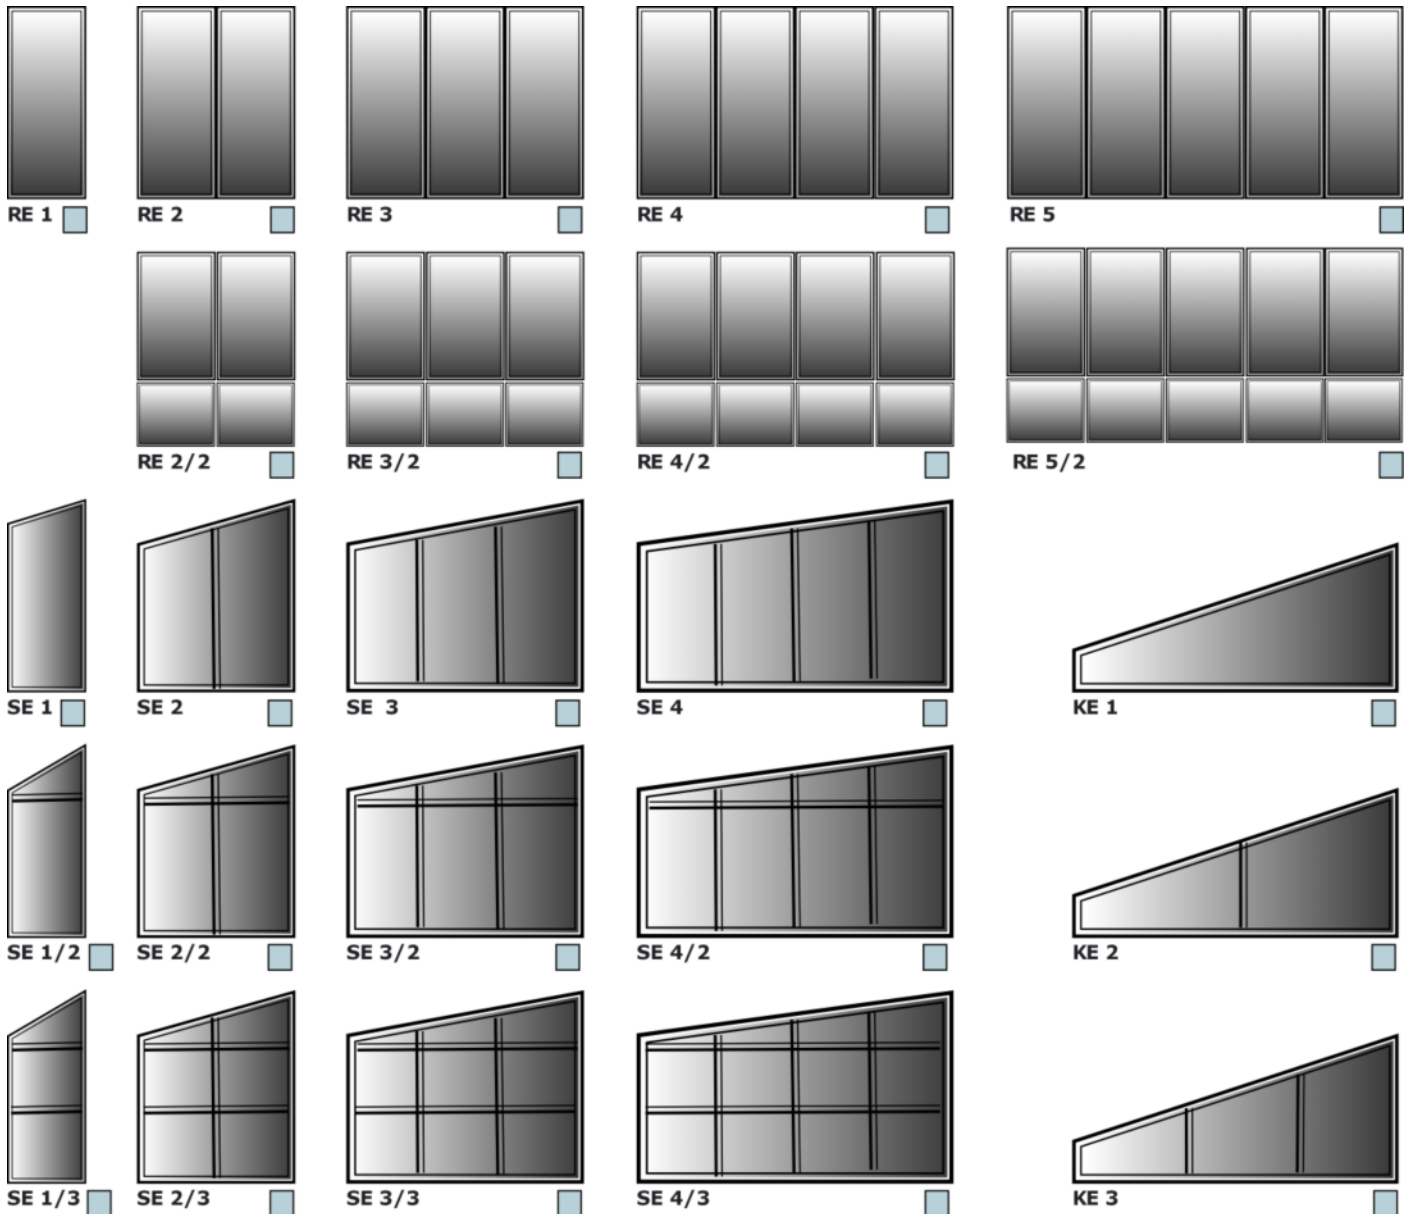 RE 1
RE 2
RE 3
RE 4
RE 5
RE 2/2
RE 3/2
RE 4/2
RE 5/2
SE 1
SE 2
SE 3
SE 4
KE 1
SE 1/2
SE 2/2
SE 3/2
SE 4/2
KE 2
SE 1/3
SE 2/3
SE 3/3
SE 4/3
KE 3